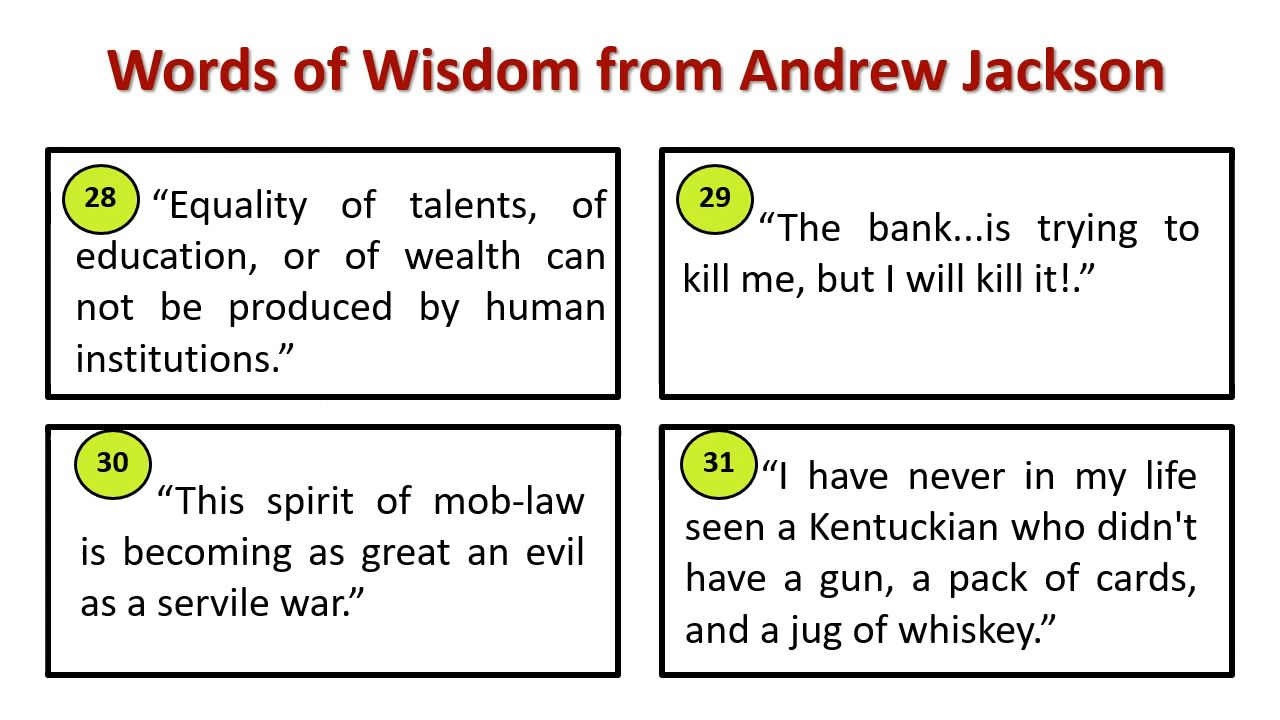 Words of Wisdom from Andrew Jackson
28
“Equality of talents, of
education, or of wealth can
not be produced by human
institutions.”
29
“The bank...is trying to
kill me, but I will kill it!.”
30
“This spirit of mob-law
is becoming as great an evil
as a servile war.”
31
“I have never in my life
seen a Kentuckian who didn't
have a gun, a pack of cards,
and a jug of whiskey.”